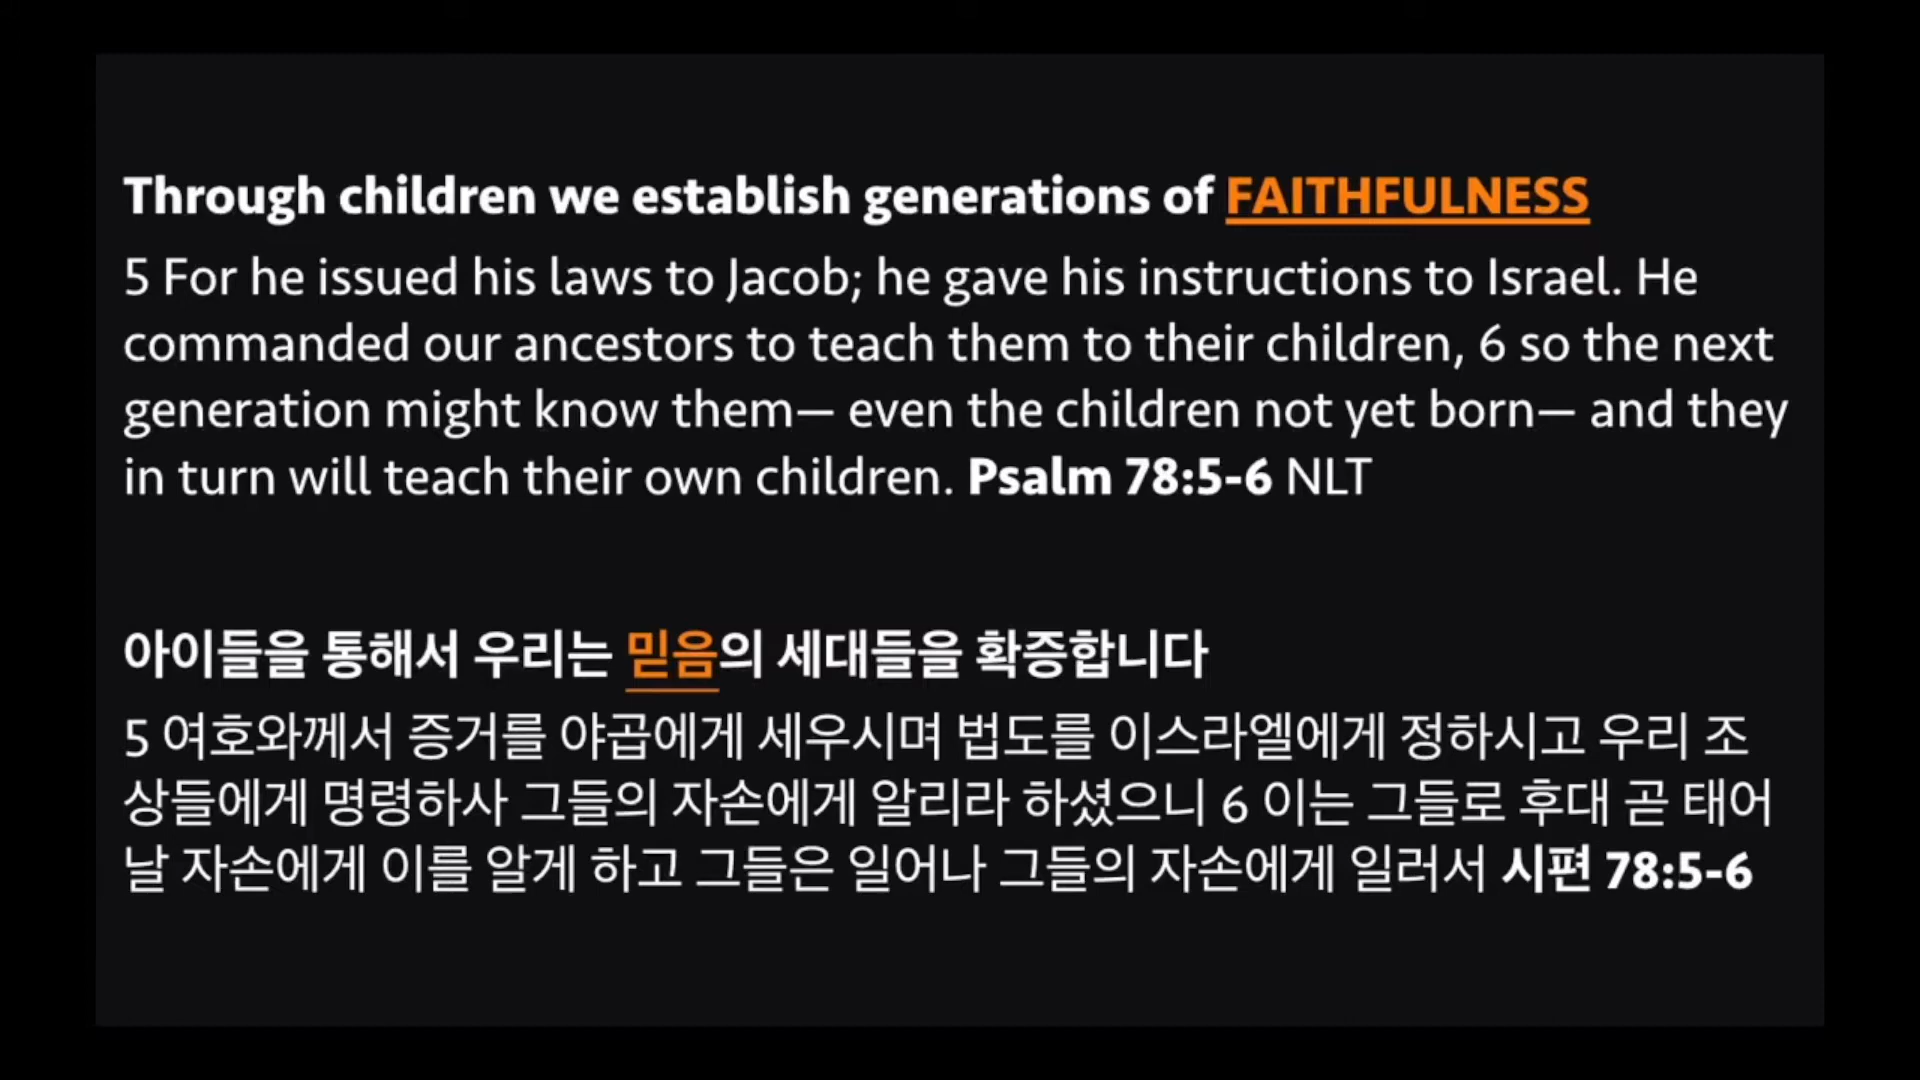 Through children we establish generations of FAITHFULNESS
5 For he issued his laws to Jacob; he gave his instructions to Israel. He
commanded our ancestors to teach them to their children, 6 so the next
generation might know them— even the children not yet born— and they
in turn will teach their own children. Psalm 78:5-6 NLT
아이들을 통해서 우리는 믿음의 세대들을 확증합니다
5 여호와께서 증거를 야곱에게 세우시며 법도를 이스라엘에게 정하시고 우리 조
상들에게 명령하사 그들의 자손에게 알리라 하셨으니 6 이는 그들로 후대 곧 태어
날 자손에게 이를 알게 하고 그들은 일어나 그들의 자손에게 일러서 시편 78:5-6